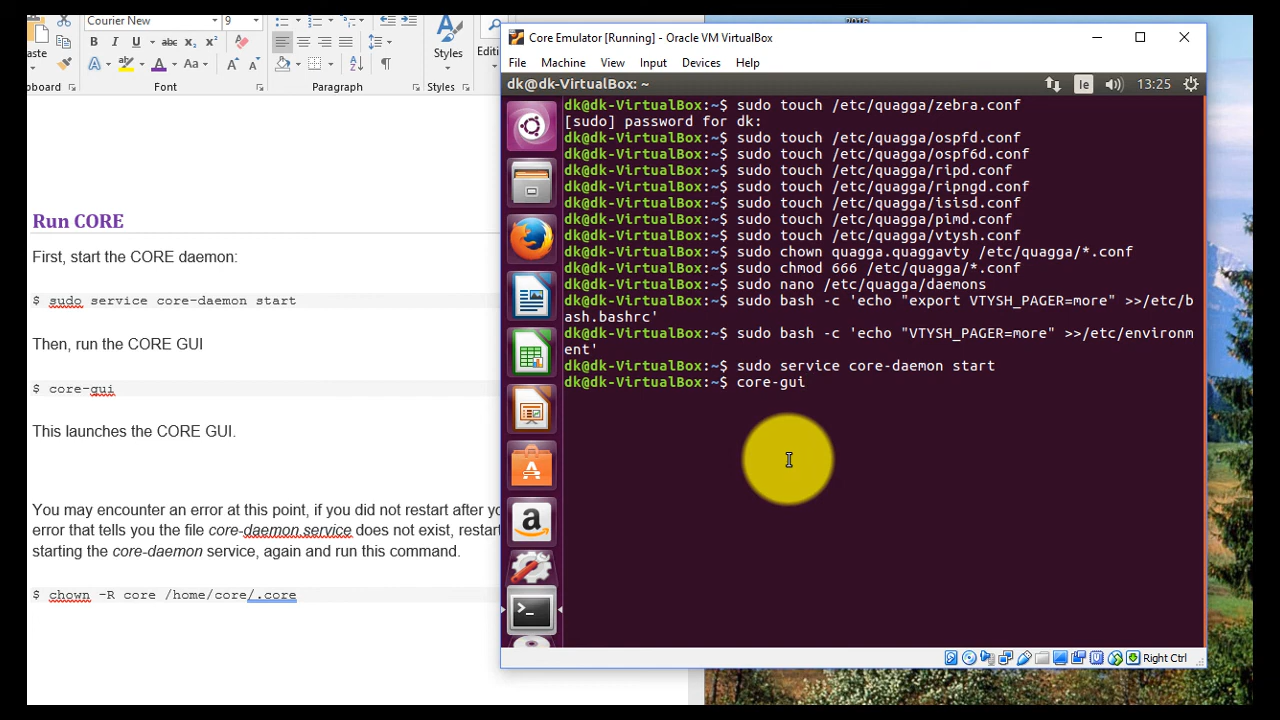 Courier New
9
aste
B I U abc x₂ x²
Aa
Styles
Editi
pboard
Font
Paragraph
Styles
2016
Core Emulator [Running] - Oracle VM VirtualBox
File Machine View Input Devices Help
dk@dk-VirtualBox: ~
Ie
13:25
Run CORE
First, start the CORE daemon:
$ sudo service core-daemon start
Then, run the CORE GUI
$ core-gui
This launches the CORE GUI.
You may encounter an error at this point, if you did not restart after yo
error that tells you the file core-daemon.service does not exist, restart
starting the core-daemon service, again and run this command.
$ chown -R core /home/core/.core
dk@dk-VirtualBox:~$ sudo touch /etc/quagga/zebra.conf
[sudo] password for dk:
dk@dk-VirtualBox:~$ sudo touch /etc/quagga/ospfd.conf
dk@dk-VirtualBox:~$ sudo touch /etc/quagga/ospf6d.conf
dk@dk-VirtualBox:~$ sudo touch /etc/quagga/ripd.conf
dk@dk-VirtualBox:~$ sudo touch /etc/quagga/ripngd.conf
dk@dk-VirtualBox:~$ sudo touch /etc/quagga/isisd.conf
dk@dk-VirtualBox:~$ sudo touch /etc/quagga/pimd.conf
dk@dk-VirtualBox:~$ sudo touch /etc/quagga/vtysh.conf
dk@dk-VirtualBox:~$ sudo chown quagga.quaggavty /etc/quagga/*.conf
dk@dk-VirtualBox:~$ sudo chmod 666 /etc/quagga/*.conf
dk@dk-VirtualBox:~$ sudo nano /etc/quagga/daemons
dk@dk-VirtualBox:~$ sudo bash -c 'echo "export VTYSH_PAGER=more" >>/etc/b
ash.bashrc'
dk@dk-VirtualBox:~$ sudo bash -c 'echo "VTYSH_PAGER=more" >>/etc/environm
ent'
dk@dk-VirtualBox:~$ sudo service core-daemon start
dk@dk-VirtualBox:~$ core-gui
Right Ctrl